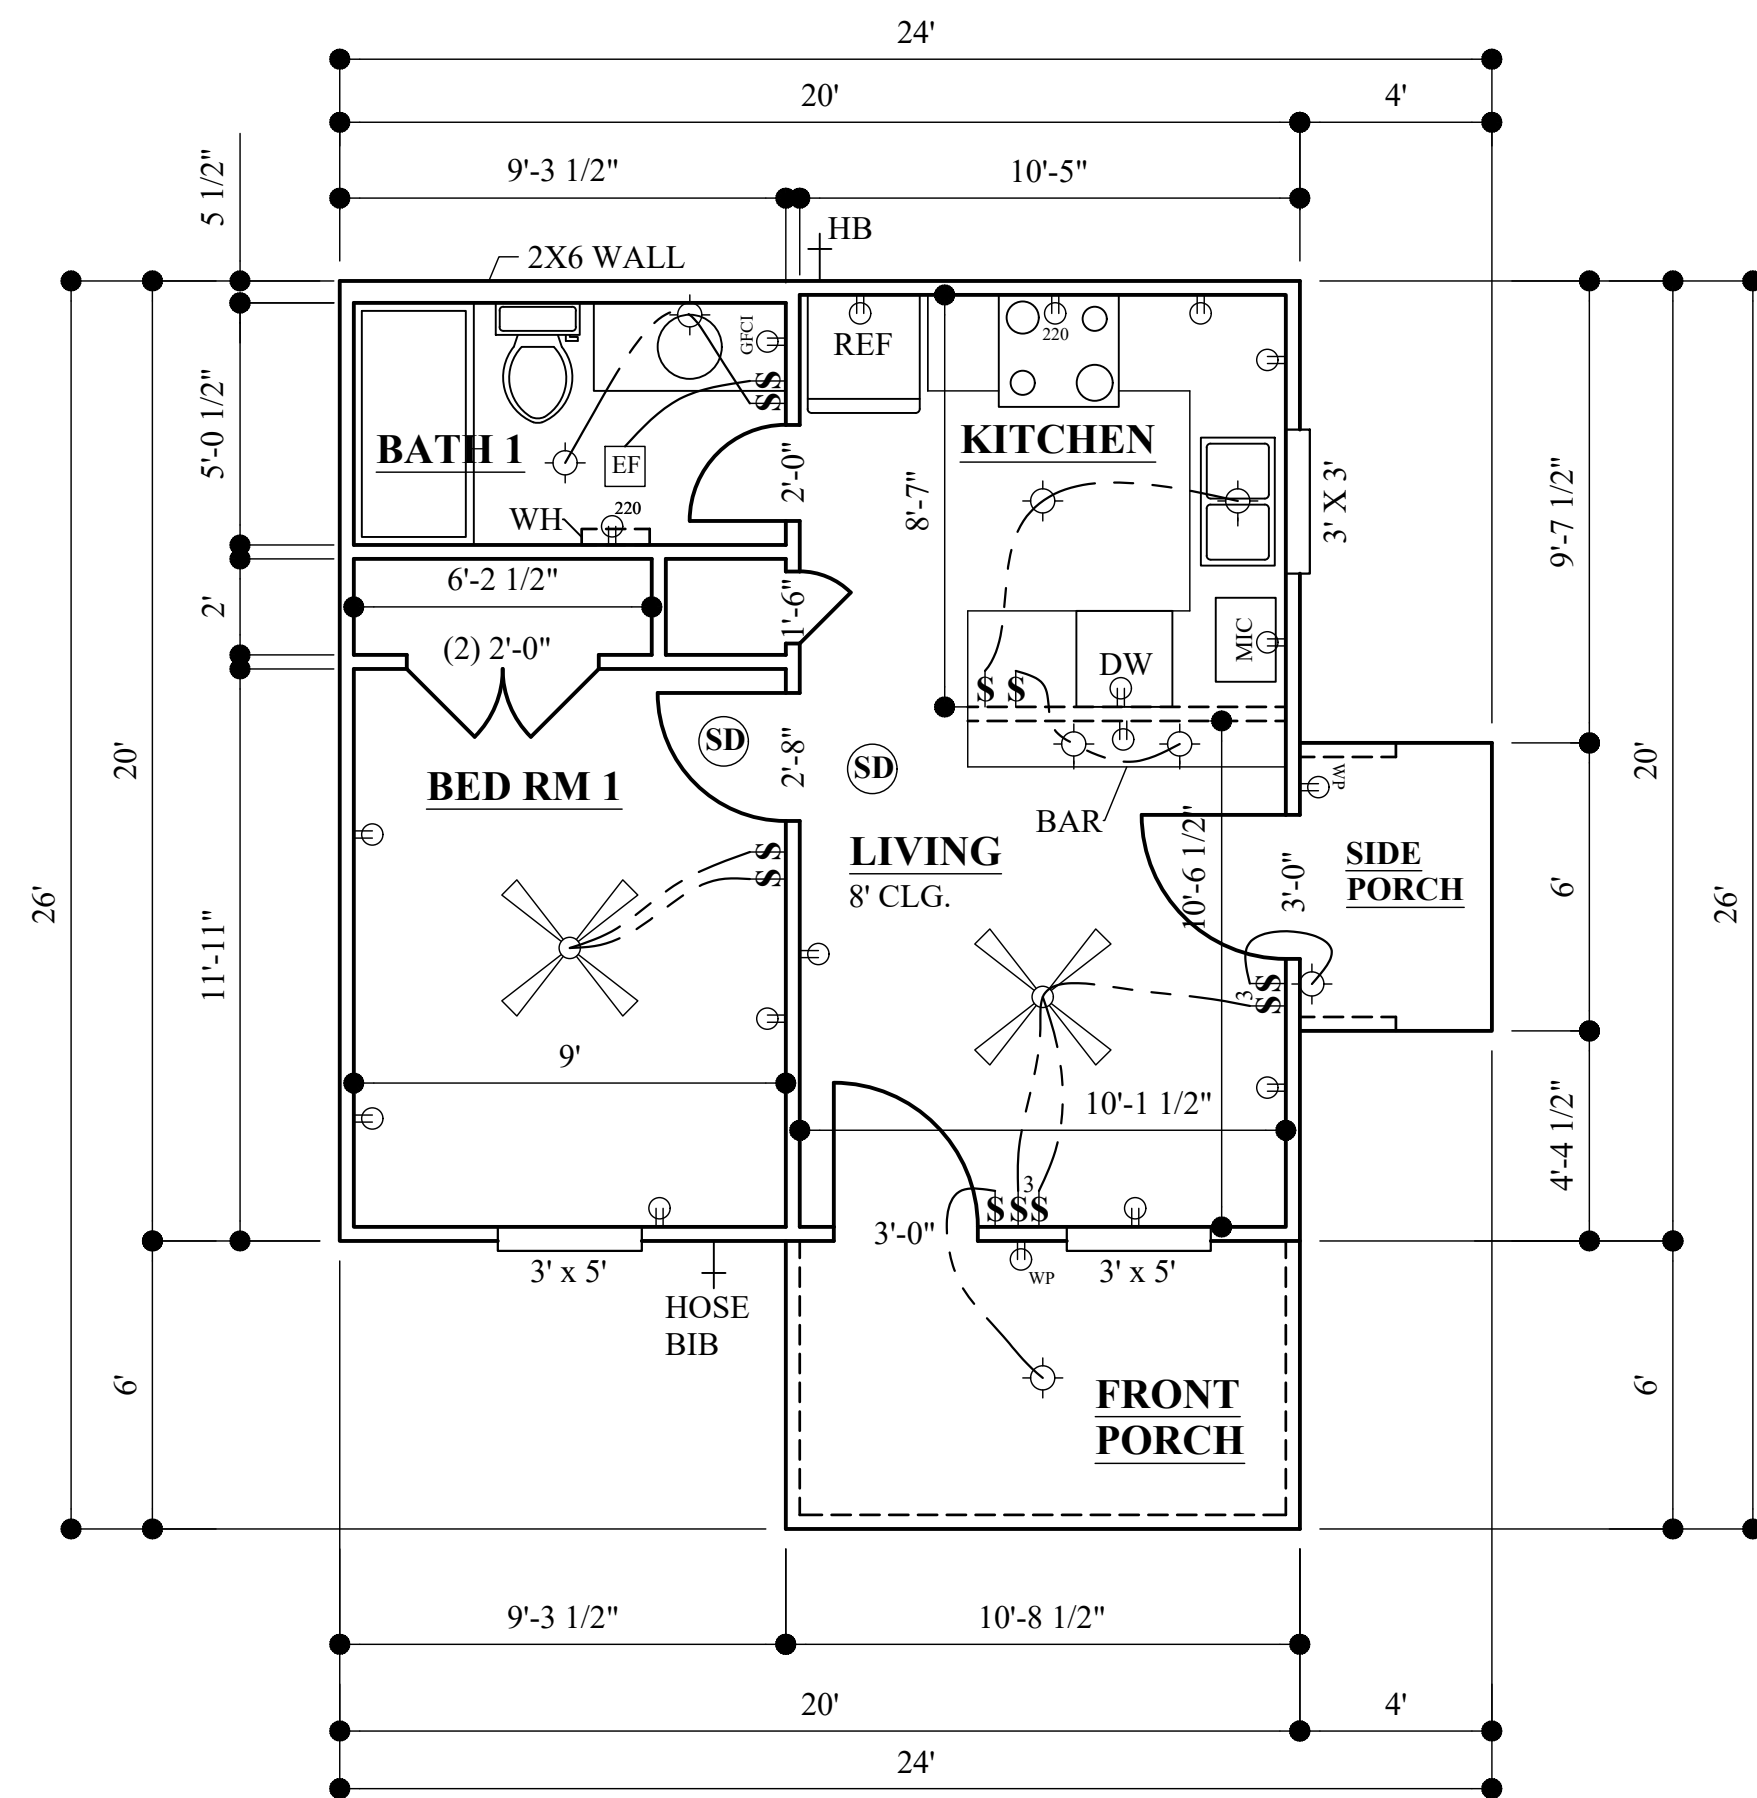 24'
20'
4'
9'-3 1/2"
10'-5"
5 1/2"
HB
2X6 WALL
GFCI
REF
220
S
S
BATH 1
EF
KITCHEN
5'-0 1/2"
2'-0"
8'-7"
3' X 3'
9'-7 1/2"
WH
220
6'-2 1/2"
2'
1'-6"
(2) 2'-0"
MIC
DW
S S
SD
2'-8"
SD
20'
20'
BED RM 1
WP
BAR
10'-6 1/2"
LIVING
8' CLG.
S
S
SIDE
PORCH
3'-0"
6'
26'
26'
11'-11"
S
3
S
9'
10'-1 1/2"
4'-4 1/2"
3
S S S
3'-0"
3' x 5'
WP
3' x 5'
HOSE
BIB
6'
6'
FRONT
PORCH
9'-3 1/2"
10'-8 1/2"
20'
4'
24'